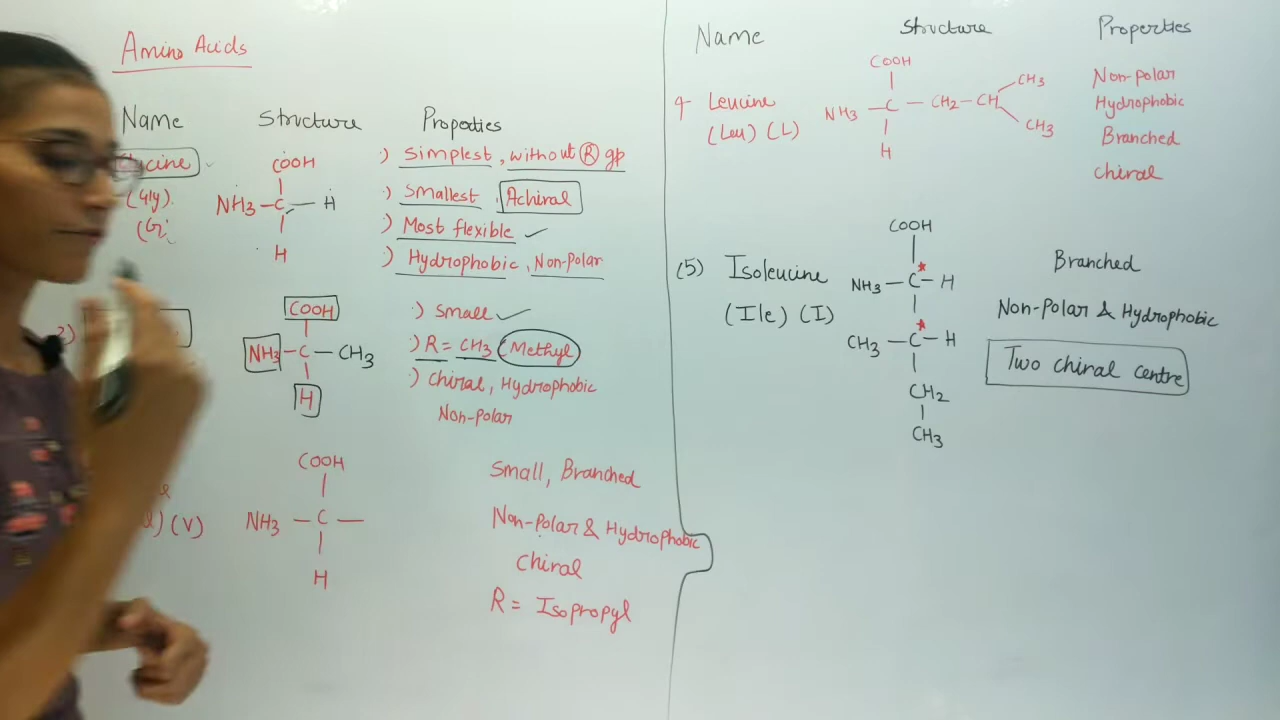 Amino Acids
Name Structure Properties
COOH
(Gly).
NH3 - C - H
H
·) Simplest, without R gp
·) Smallest, Achiral
·) Most flexible ✓
·) Hydrophobic, Non-Polar
COOH
NH3 - C - CH3
H
·) Small ✓
·) R = CH3 Methyl
·) Chiral, Hydrophobic
Non-polar
(V)
COOH
NH3 - C -
H
Small, Branched
Non-Polar & Hydrophobic
Chiral
R = Isopropyl
Name Structure Properties
4 Leucine
(Leu) (L)
COOH
NH3 - C - CH2 - CH
CH3
CH3
H
Non-polar
Hydrophobic
Branched
Chiral
(5) Isoleucine
(Ile) (I)
COOH
NH3 - C* - H
CH3 - C* - H
CH2
CH3
Branched
Non-Polar & Hydrophobic
Two chiral centre